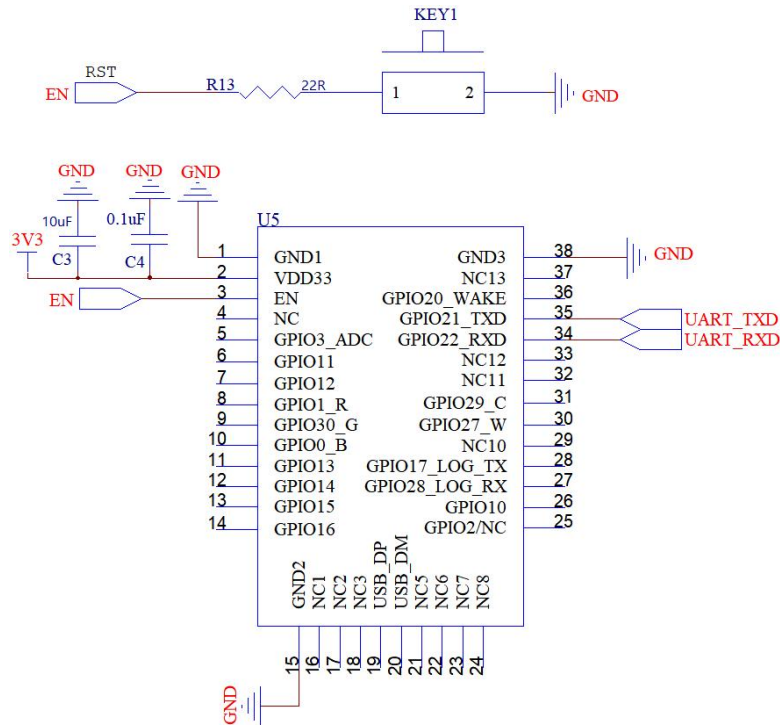 KEY1
RST
EN
R13
22R
1
2
GND
GND
GND
GND
10uF
0.1uF
3V3
C3
C4
EN
U5
1 GND1
2 VDD33
3 EN
4 NC
5 GPIO3_ADC
6 GPIO11
7 GPIO12
8 GPIO1_R
9 GPIO30_G
10 GPIO0_B
11 GPIO13
12 GPIO14
13 GPIO15
14 GPIO16
GND3 38
NC13 37
GPIO20_WAKE 36
GPIO21_TXD 35
GPIO22_RXD 34
NC12 33
NC11 32
GPIO29_C 31
GPIO27_W 30
NC10 29
GPIO17_LOG_TX 28
GPIO28_LOG_RX 27
GPIO10 26
GPIO2/NC 25
GND
UART_TXD
UART_RXD
GND2 15
NC1 16
NC2 17
NC3 18
USB_DP 19
USB_DM 20
NC5 21
NC6 22
NC7 23
NC8 24
GND